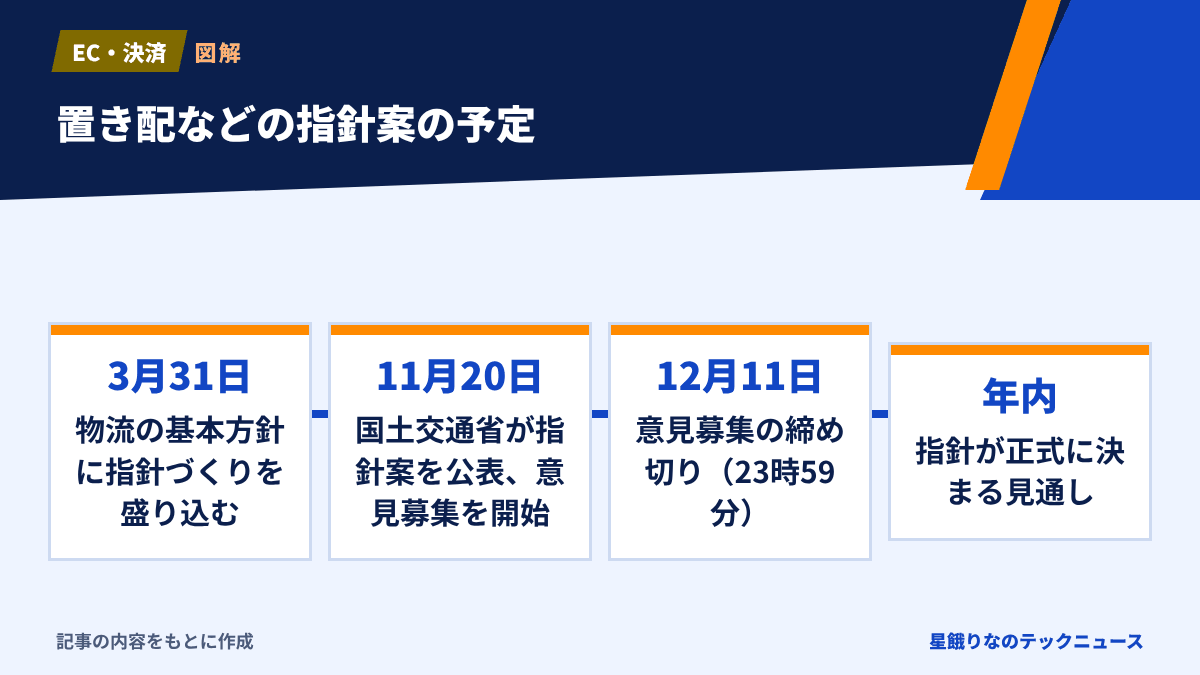 EC・決済
図解
置き配などの指針案の予定
3月31日
物流の基本方針
に指針づくりを
盛り込む
11月20日
国土交通省が指
針案を公表、意
見募集を開始
12月11日
意見募集の締め
切り（23時59
分）
年内
指針が正式に決
まる見通し
記事の内容をもとに作成
星餓りなのテックニュース